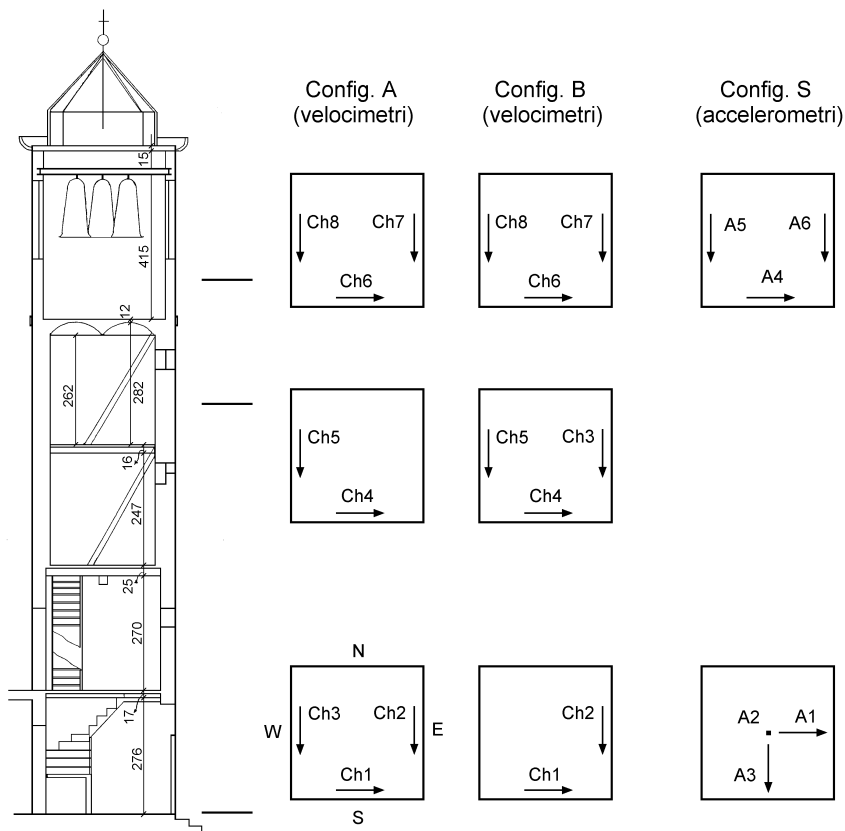 Config. A
(velocimetri)
Config. B
(velocimetri)
Config. S
(accelerometri)
15
415
12
262
282
16
247
25
270
17
276
Ch8
Ch7
Ch6
Ch8
Ch7
Ch6
A5
A6
A4
Ch5
Ch4
Ch5
Ch3
Ch4
N
W
Ch3
Ch2
E
Ch1
S
Ch2
Ch1
A2
A1
A3